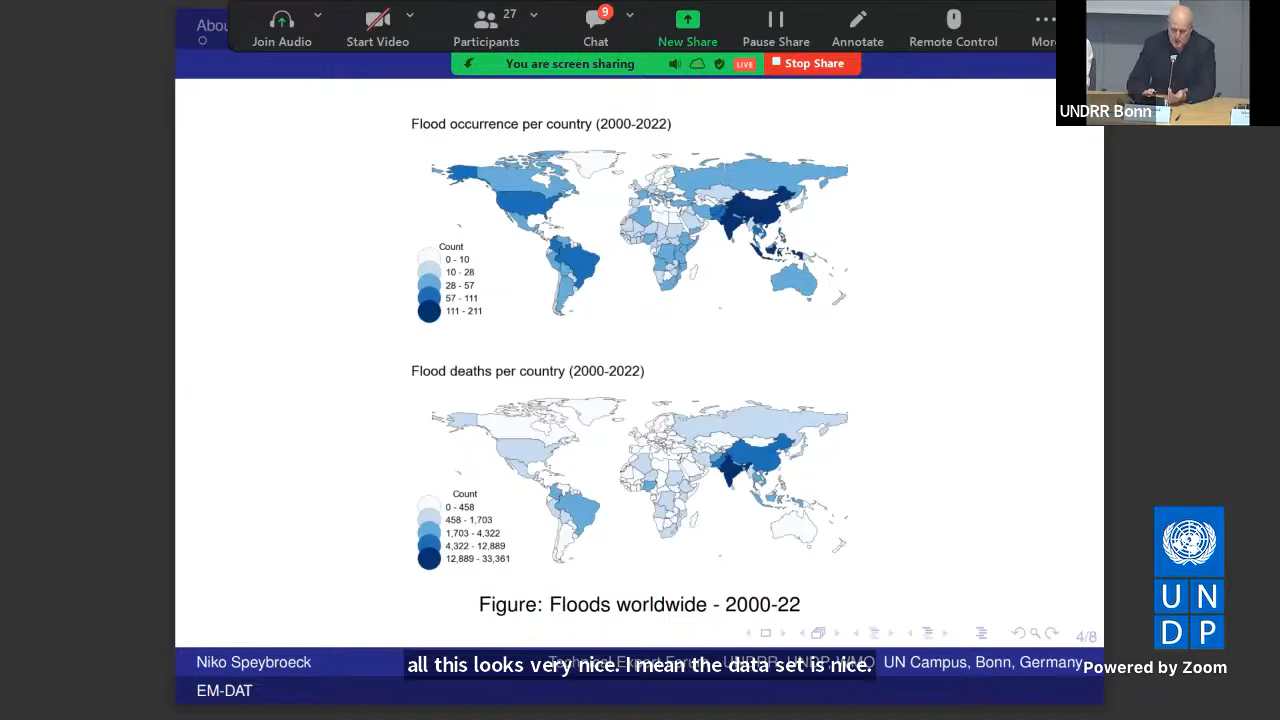 Abou
Join Audio
Start Video
27
Participants
9
Chat
New Share
Pause Share
Annotate
Remote Control
You are screen sharing
LIVE
Stop Share
UNDRR Bonn
Flood occurrence per country (2000-2022)
Count
0 - 10
10 - 28
28 - 57
57 - 111
111 - 211
Flood deaths per country (2000-2022)
Count
0 - 458
458 - 1,703
1,703 - 4,322
4,322 - 12,889
12,889 - 33,361
Figure: Floods worldwide - 2000-22
4/8
Niko Speybroeck
UN Campus, Bonn, Germany
all this looks very nice. I mean the data set is nice.
EM-DAT
U N
D P
Powered by Zoom